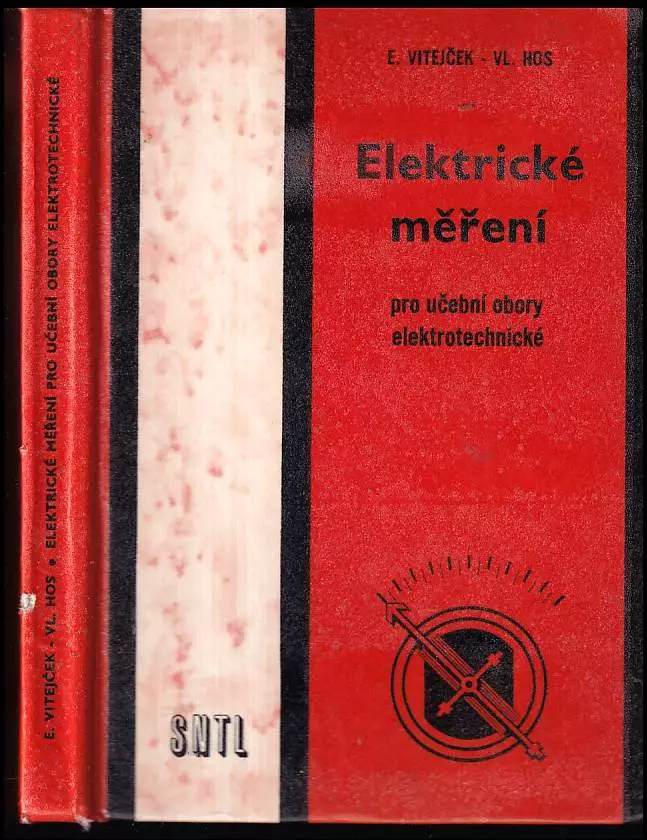 E. VITEJČEK - VL. HOS • ELEKTRICKÉ MĚŘENÍ PRO UČEBNÍ OBORY ELEKTROTECHNICKÉ
E. VITEJČEK - VL. HOS
Elektrické
měření
pro učební obory
elektrotechnické
SNTL